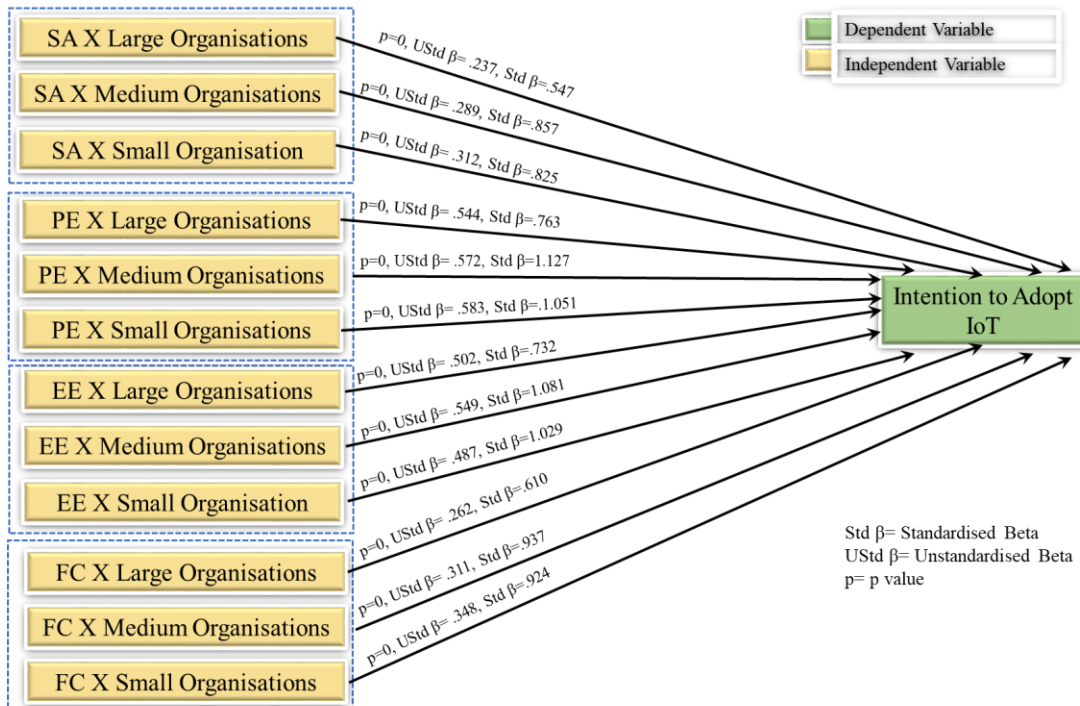 SA X Large Organisations
SA X Medium Organisations
SA X Small Organisation
PE X Large Organisations
PE X Medium Organisations
PE X Small Organisations
EE X Large Organisations
EE X Medium Organisations
EE X Small Organisation
FC X Large Organisations
FC X Medium Organisations
FC X Small Organisations
p=0, UStd β= .237, Std β=.547
p=0, UStd β= .289, Std β=.857
p=0, UStd β= .312, Std β=.825
p=0, UStd β= .544, Std β=.763
p=0, UStd β= .572, Std β=1.127
p=0, UStd β= .583, Std β=.1.051
p=0, UStd β= .502, Std β=.732
p=0, UStd β= .549, Std β=1.081
p=0, UStd β= .487, Std β=1.029
p=0, UStd β= .262, Std β=.610
p=0, UStd β= .311, Std β=.937
p=0, UStd β= .348, Std β=.924
Dependent Variable
Independent Variable
Intention to Adopt
IoT
Std β= Standardised Beta
UStd β= Unstandardised Beta
p= p value